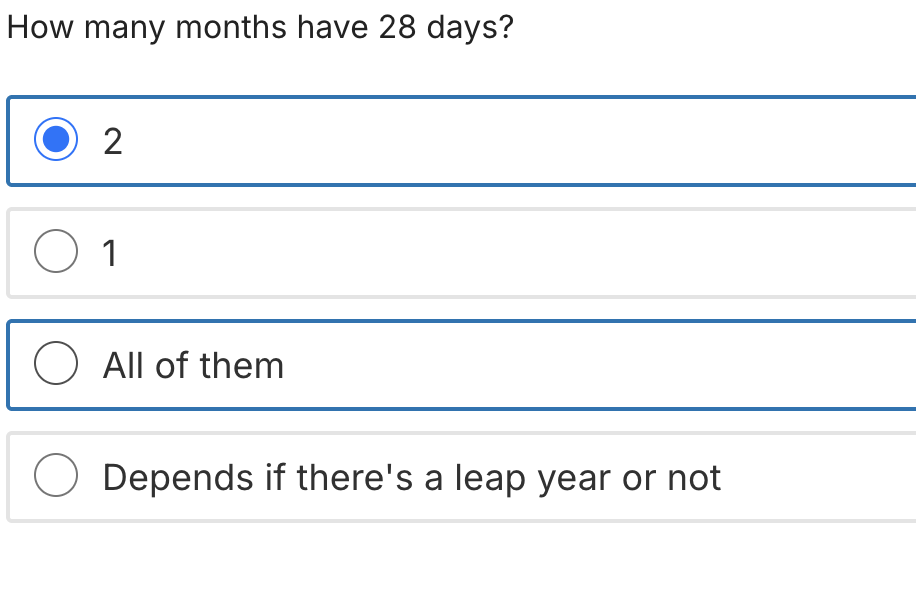 How many months have 28 days?
2
1
All of them
Depends if there's a leap year or not